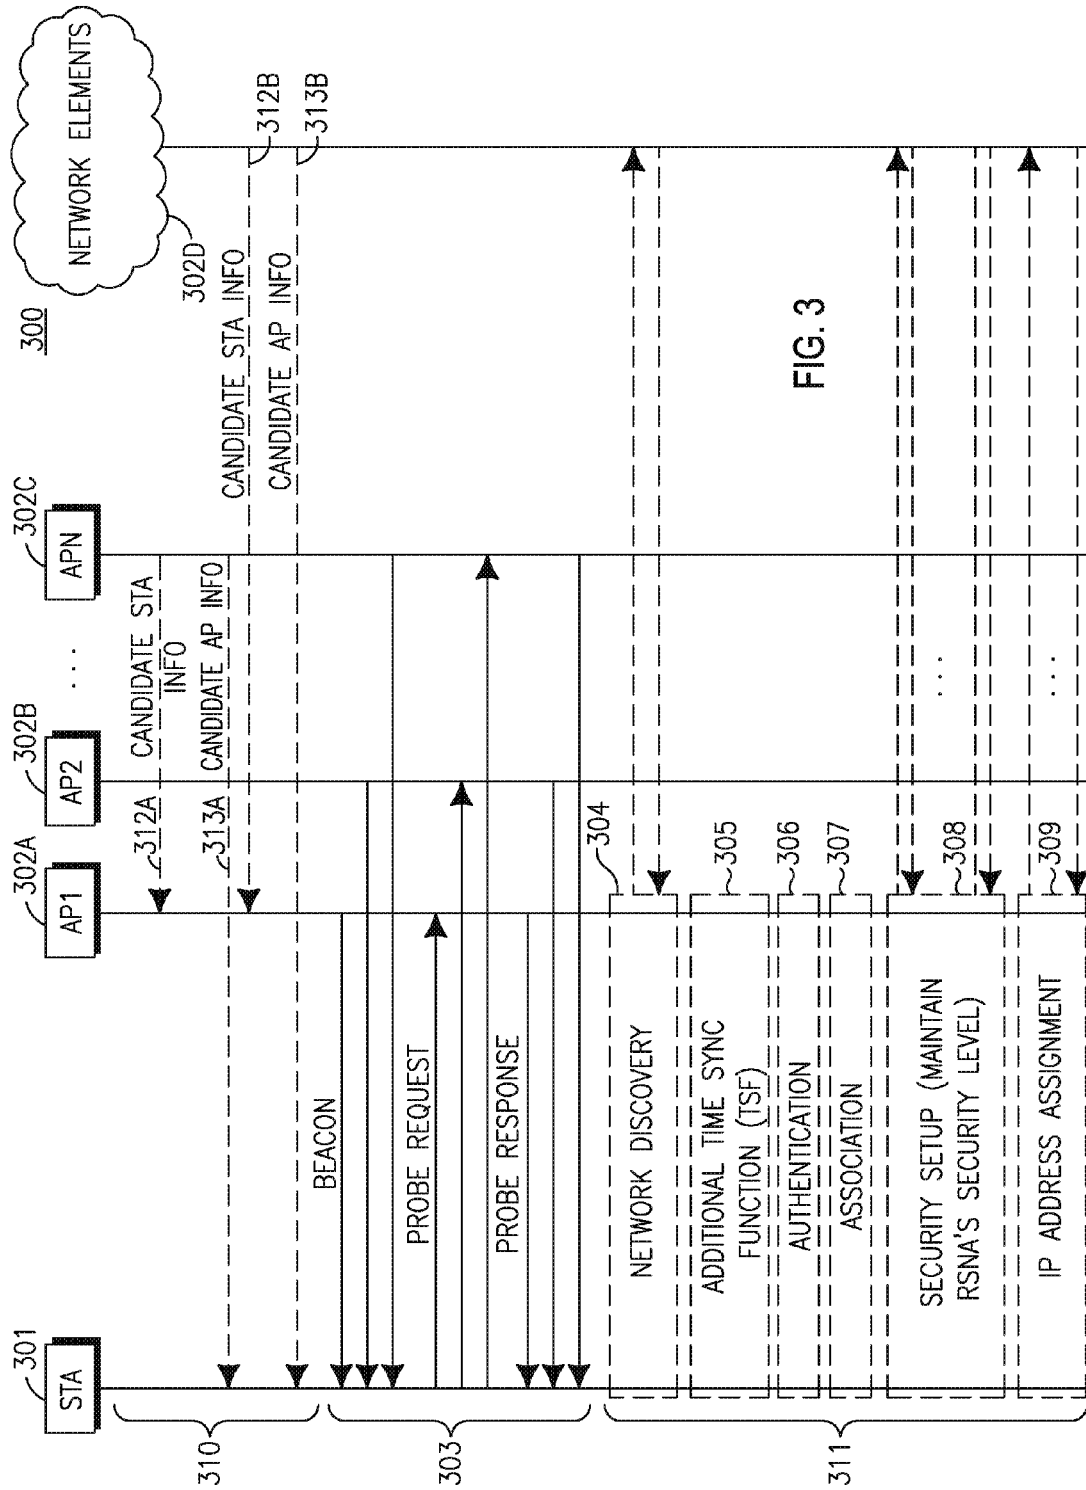 300
301
STA
302A
AP1
302B
AP2
. . .
302C
APN
NETWORK ELEMENTS
302D
310
312A
CANDIDATE STA
INFO
313A
CANDIDATE AP INFO
CANDIDATE STA INFO
312B
CANDIDATE AP INFO
313B
303
BEACON
PROBE REQUEST
PROBE RESPONSE
311
304
NETWORK DISCOVERY
ADDITIONAL TIME SYNC
FUNCTION (TSF)
305
AUTHENTICATION
306
ASSOCIATION
307
SECURITY SETUP (MAINTAIN
RSNA'S SECURITY LEVEL)
308
. . .
IP ADDRESS ASSIGNMENT
309
. . .
FIG. 3